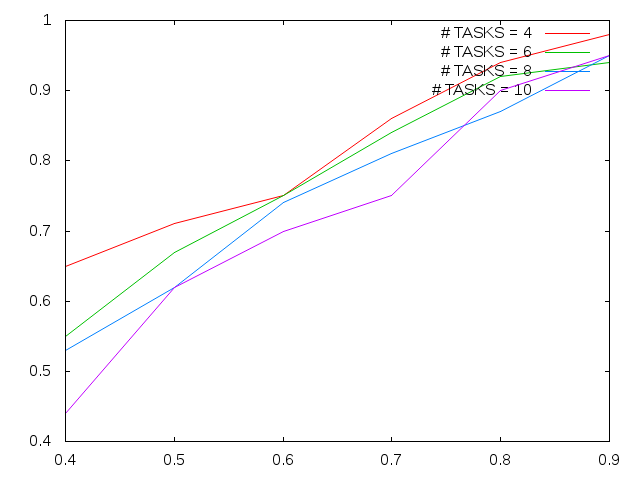 1
0.9
0.8
0.7
0.6
0.5
0.4
0.4 0.5 0.6 0.7 0.8 0.9
# TASKS = 4
# TASKS = 6
# TASKS = 8
# TASKS = 10